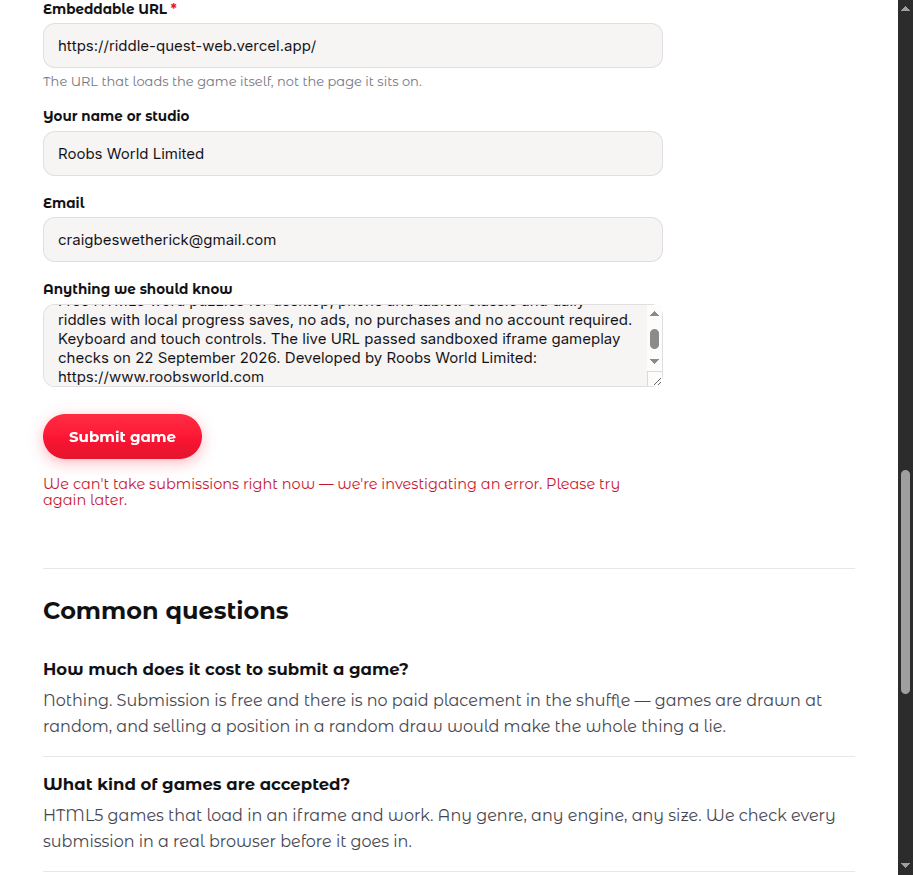 Embeddable URL *
https://riddle-quest-web.vercel.app/
The URL that loads the game itself, not the page it sits on.
Your name or studio
Roobs World Limited
Email
craigbeswetherick@gmail.com
Anything we should know
riddles with local progress saves, no ads, no purchases and no account required.
Keyboard and touch controls. The live URL passed sandboxed iframe gameplay
checks on 22 September 2026. Developed by Roobs World Limited:
https://www.roobsworld.com
Submit game
We can't take submissions right now — we're investigating an error. Please try
again later.
Common questions
How much does it cost to submit a game?
Nothing. Submission is free and there is no paid placement in the shuffle — games are drawn at
random, and selling a position in a random draw would make the whole thing a lie.
What kind of games are accepted?
HTML5 games that load in an iframe and work. Any genre, any engine, any size. We check every
submission in a real browser before it goes in.